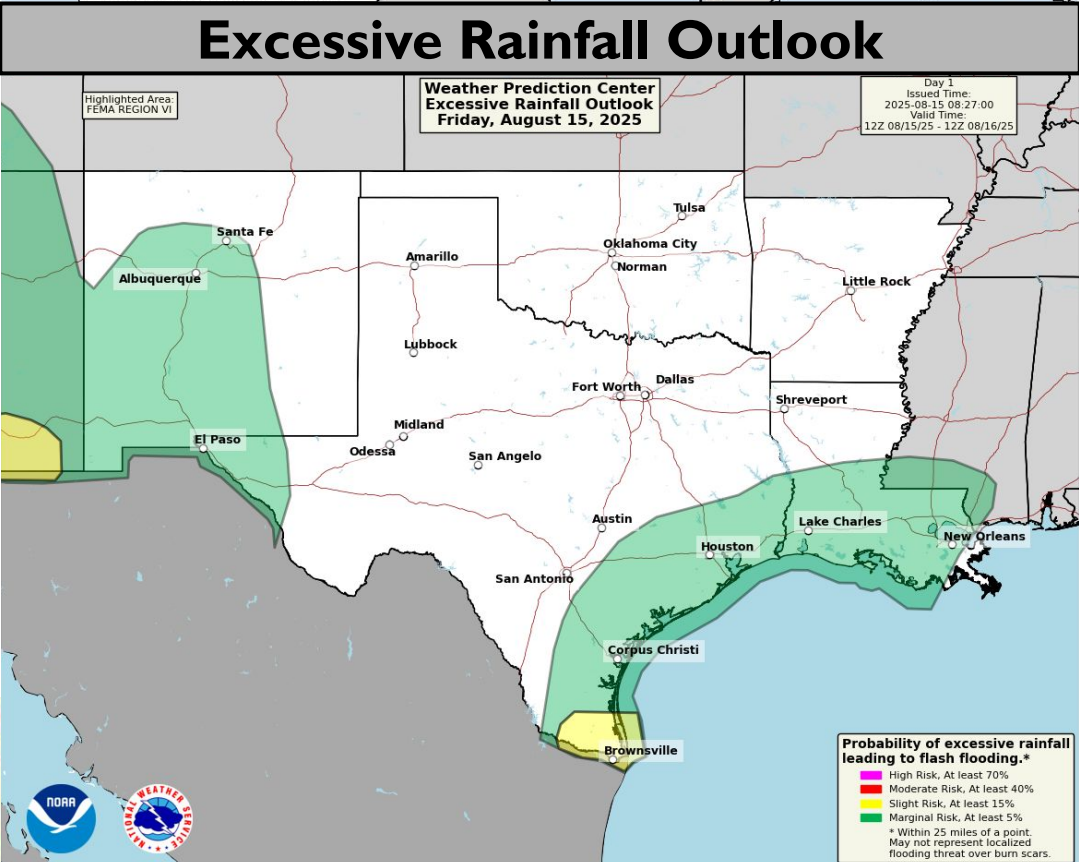 Excessive Rainfall Outlook
Highlighted Area:
FEMA REGION VI
Weather Prediction Center
Excessive Rainfall Outlook
Friday, August 15, 2025
Day 1
Issued Time:
2025-08-15 08:27:00
Valid Time:
12Z 08/15/25 - 12Z 08/16/25
Tulsa
Santa Fe
Oklahoma City
Amarillo
Norman
Albuquerque
Little Rock
Lubbock
Dallas
Fort Worth
Shreveport
Midland
El Paso
Odessa
San Angelo
Austin
Lake Charles
New Orleans
Houston
San Antonio
Corpus Christi
Brownsville
Probability of excessive rainfall
leading to flash flooding.*
High Risk, At least 70%
Moderate Risk, At least 40%
Slight Risk, At least 15%
Marginal Risk, At least 5%
* Within 25 miles of a point.
May not represent localized
flooding threat over burn scars.
NOAA
NATIONAL WEATHER SERVICE